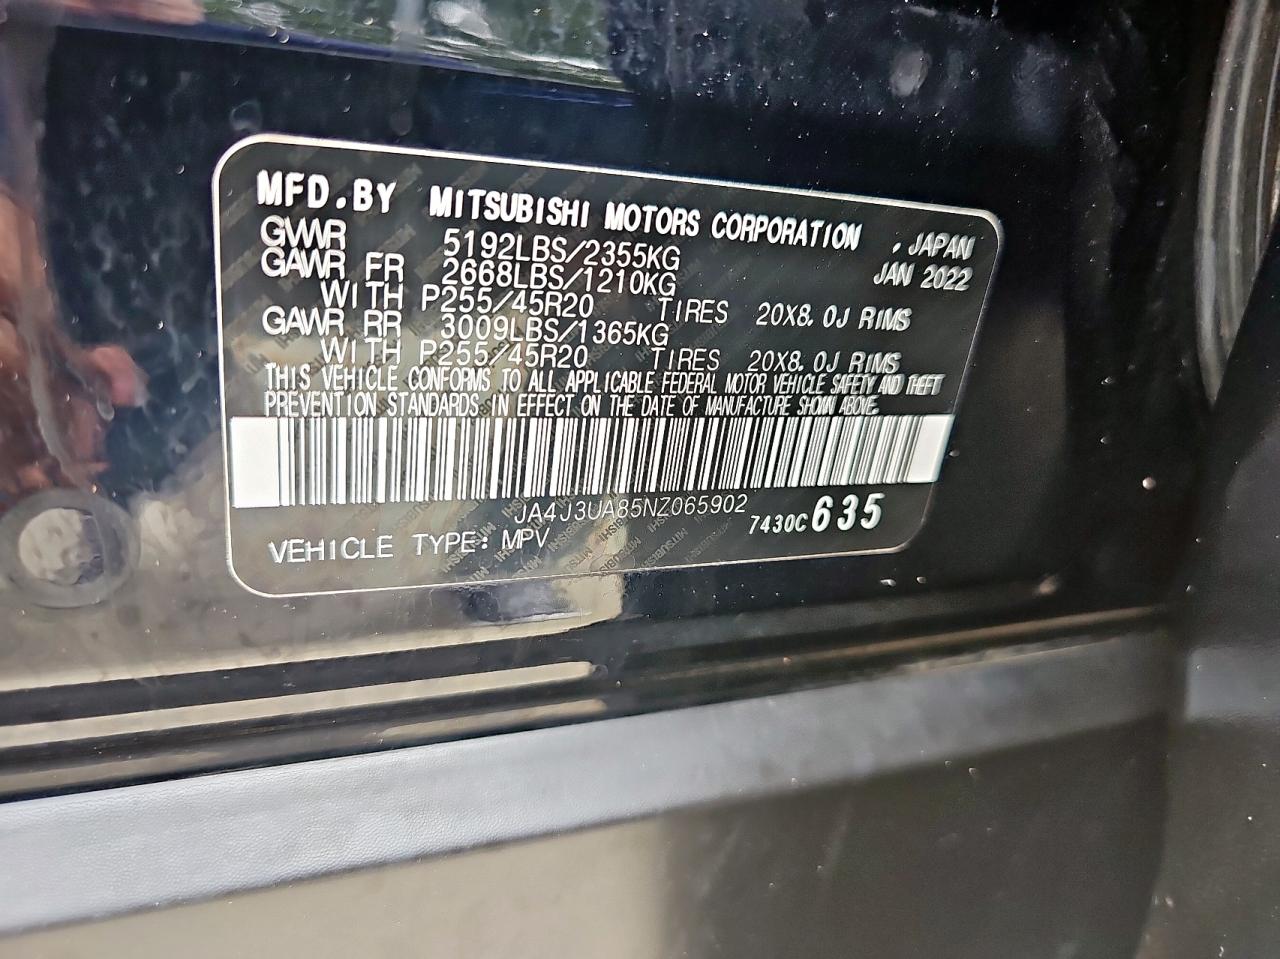 MFD.BY MITSUBISHI MOTORS CORPORATION , JAPAN
GVWR 5192LBS/2355KG JAN 2022
GAWR FR 2668LBS/1210KG
WITH P255/45R20 TIRES 20X8.0J RIMS
GAWR RR 3009LBS/1365KG
WITH P255/45R20 TIRES 20X8.0J RIMS
THIS VEHICLE CONFORMS TO ALL APPLICABLE FEDERAL MOTOR VEHICLE SAFETY AND THEFT
PREVENTION STANDARDS IN EFFECT ON THE DATE OF MANUFACTURE SHOWN ABOVE.
JA4J3UA85NZ065902
7430C635
VEHICLE TYPE: MPV